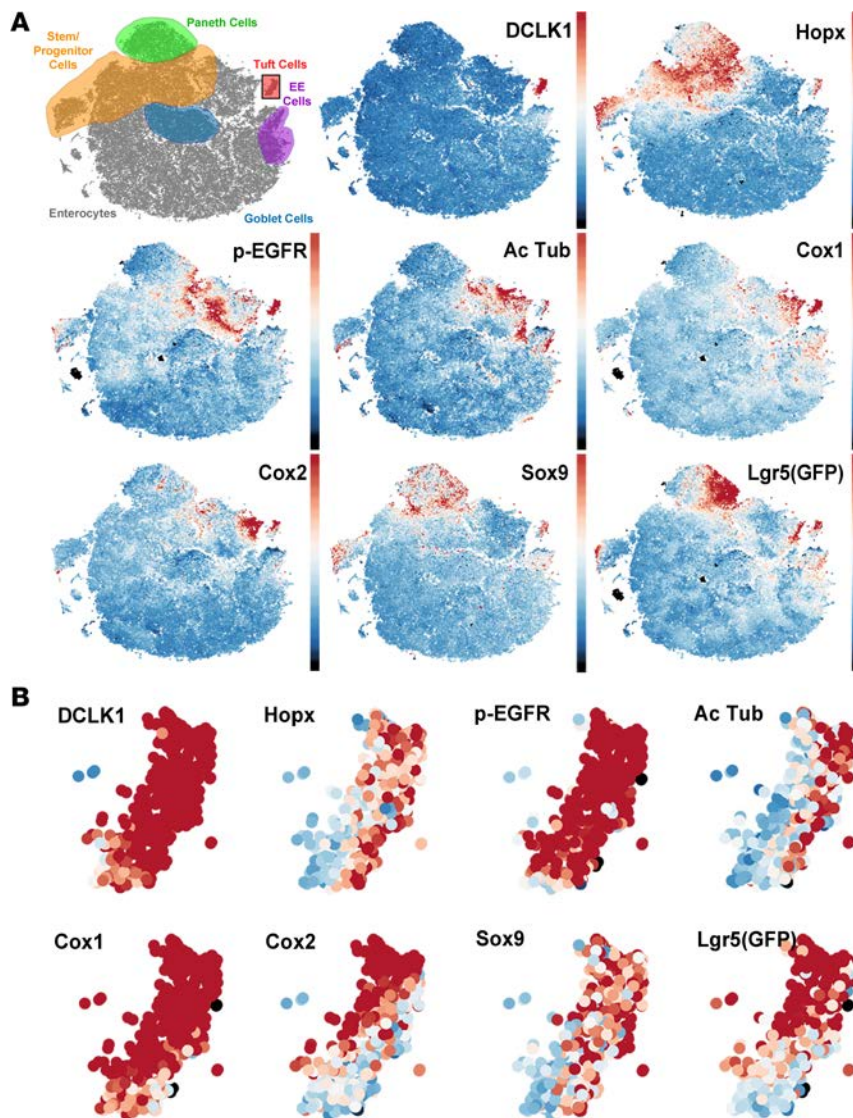 A
Paneth Cells
Stem/
Progenitor
Cells
Tuft Cells
EE
Cells
Enterocytes
Goblet Cells
DCLK1
Hopx
p-EGFR
Ac Tub
Cox1
Cox2
Sox9
Lgr5(GFP)
B
DCLK1
Hopx
p-EGFR
Ac Tub
Cox1
Cox2
Sox9
Lgr5(GFP)